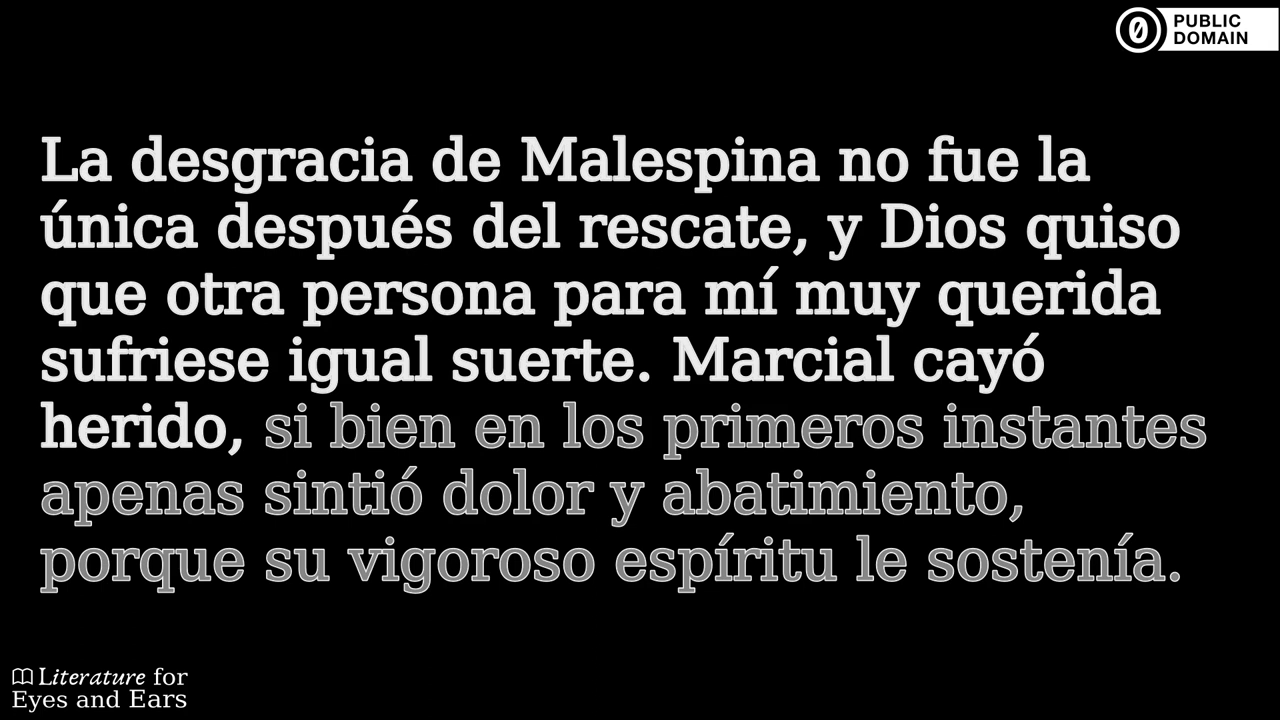 PUBLIC
DOMAIN
La desgracia de Malespina no fue la
única después del rescate, y Dios quiso
que otra persona para mí muy querida
sufriese igual suerte. Marcial cayó
herido, si bien en los primeros instantes
apenas sintió dolor y abatimiento,
porque su vigoroso espíritu le sostenía.
Literature for
Eyes and Ears